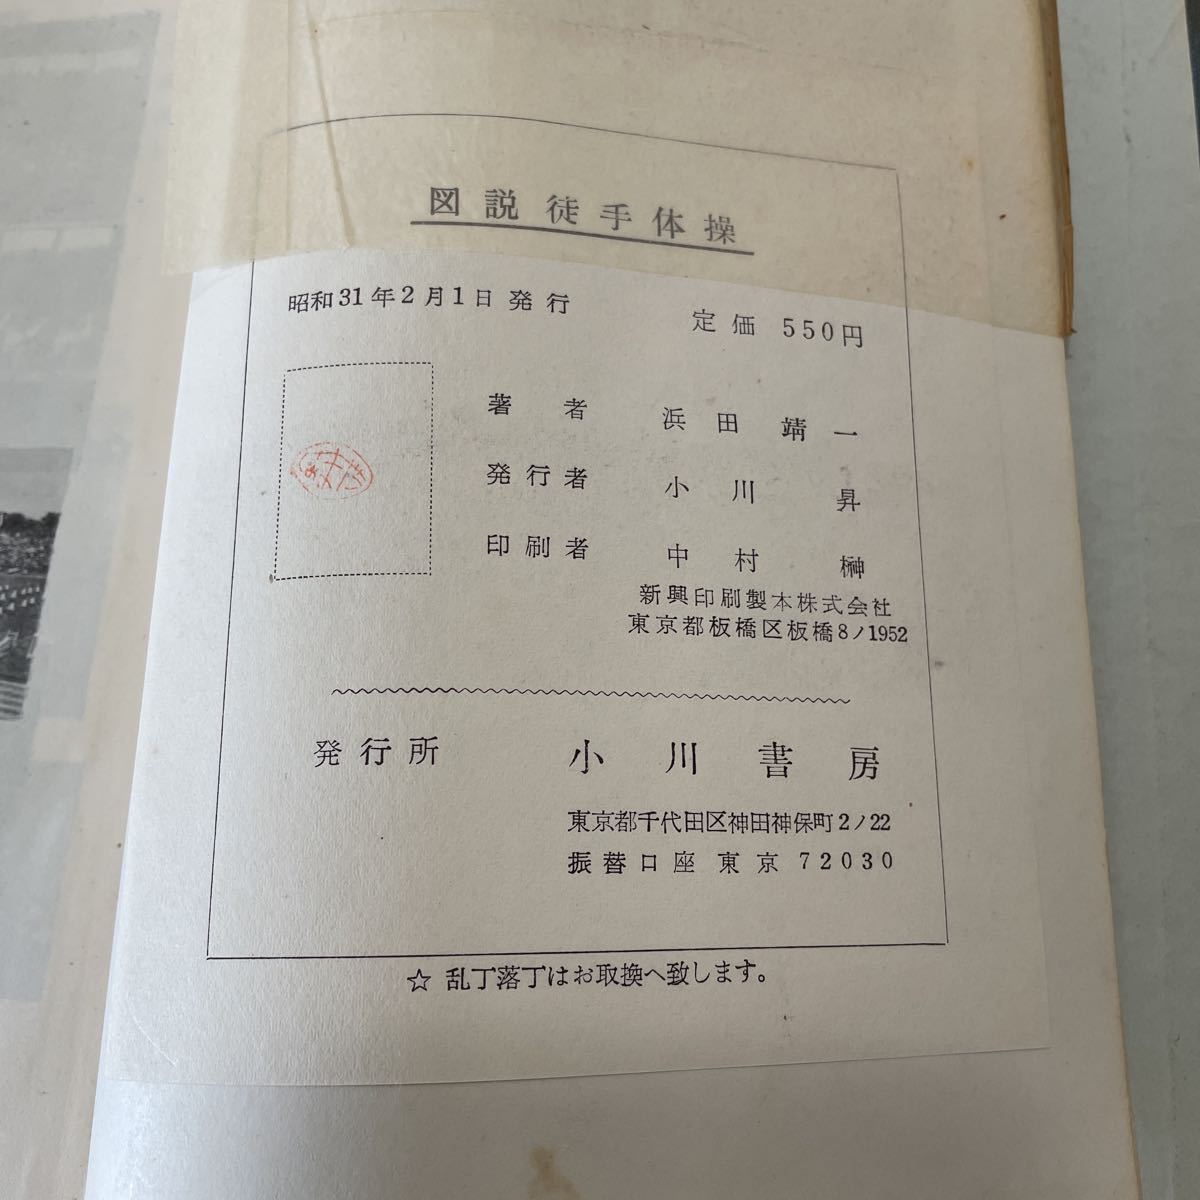 図説徒手体操
昭和31年2月1日 発行 定価 550円
著者 浜田靖一
発行者 小川昇
印刷者 中村榊
新興印刷製本株式会社
東京都板橋区板橋8ノ1952
発行所 小川書房
東京都千代田区神田神保町2ノ22
振替口座 東京 72030
☆ 乱丁落丁はお取換へ致します。